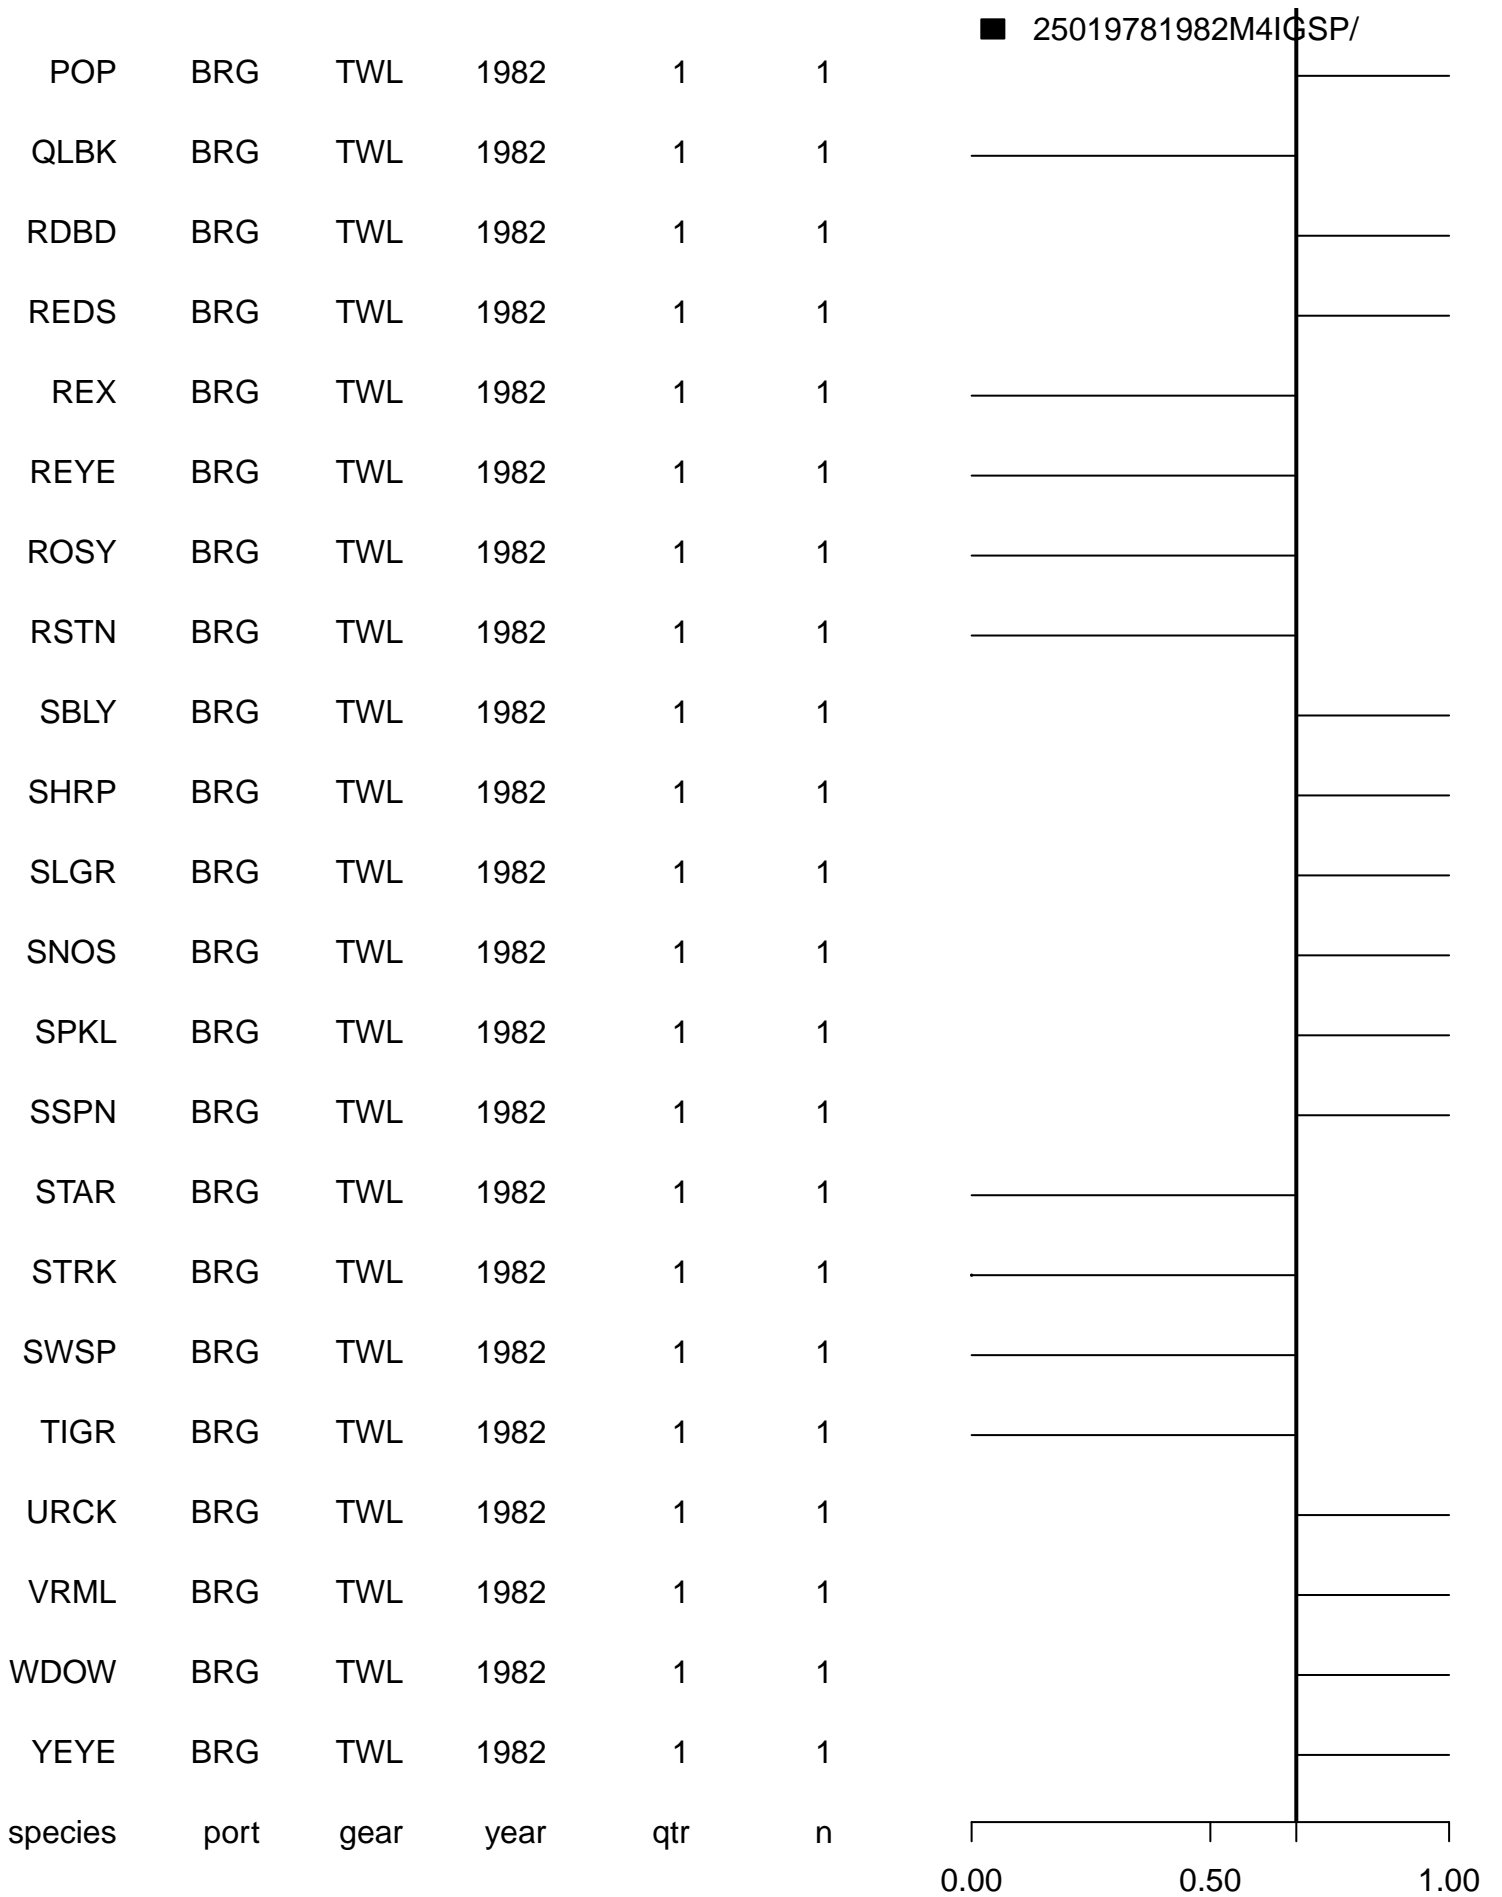 25019781982M4IGSP/
POP BRG TWL 1982 1 1
QLBK BRG TWL 1982 1 1
RDBD BRG TWL 1982 1 1
REDS BRG TWL 1982 1 1
REX BRG TWL 1982 1 1
REYE BRG TWL 1982 1 1
ROSY BRG TWL 1982 1 1
RSTN BRG TWL 1982 1 1
SBLY BRG TWL 1982 1 1
SHRP BRG TWL 1982 1 1
SLGR BRG TWL 1982 1 1
SNOS BRG TWL 1982 1 1
SPKL BRG TWL 1982 1 1
SSPN BRG TWL 1982 1 1
STAR BRG TWL 1982 1 1
STRK BRG TWL 1982 1 1
SWSP BRG TWL 1982 1 1
TIGR BRG TWL 1982 1 1
URCK BRG TWL 1982 1 1
VRML BRG TWL 1982 1 1
WDOW BRG TWL 1982 1 1
YEYE BRG TWL 1982 1 1
species port gear year qtr n
0.00 0.50 1.00